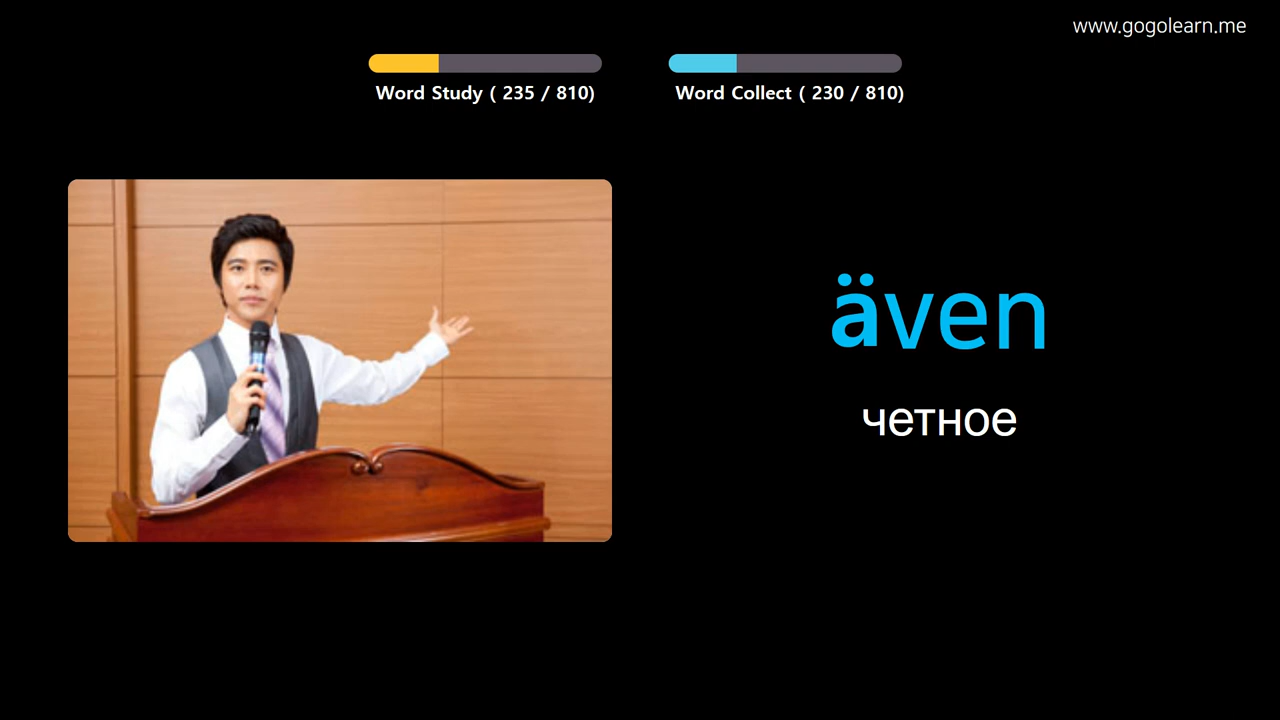 www.gogolearn.me
Word Study ( 235 / 810)
Word Collect ( 230 / 810)
även
четное